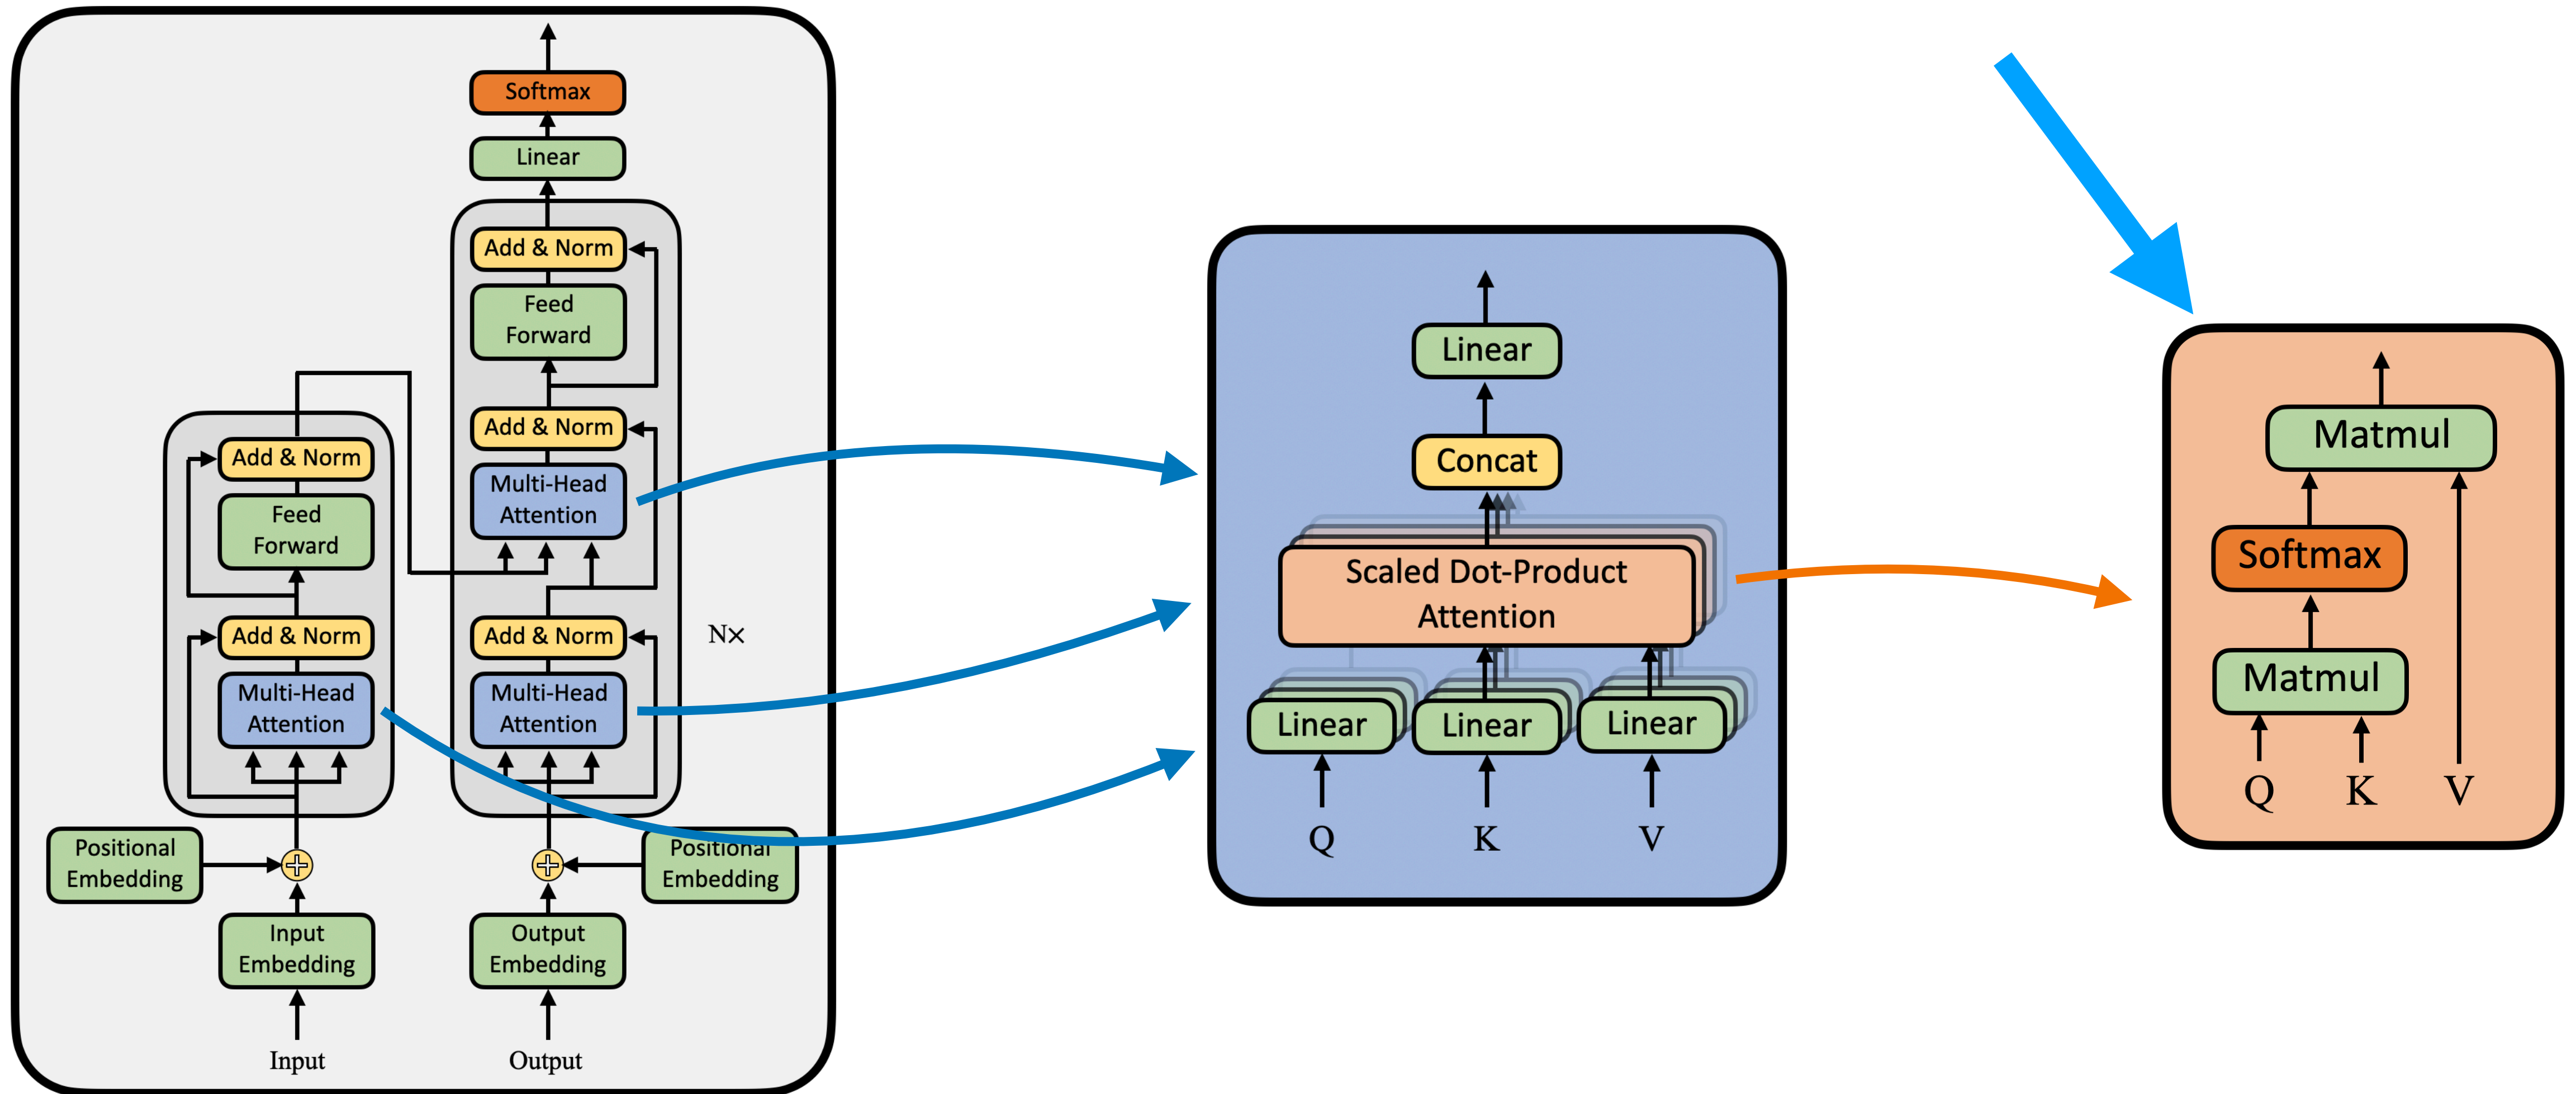 Softmax
Linear
Add & Norm
Feed
Forward
Add & Norm
Multi-Head
Attention
Add & Norm
Multi-Head
Attention
N×
Add & Norm
Feed
Forward
Add & Norm
Multi-Head
Attention
Positional
Embedding
Positional
Embedding
Input
Embedding
Output
Embedding
Input
Output
Linear
Concat
Scaled Dot-Product
Attention
Linear
Linear
Linear
Q
K
V
Matmul
Softmax
Matmul
Q
K
V